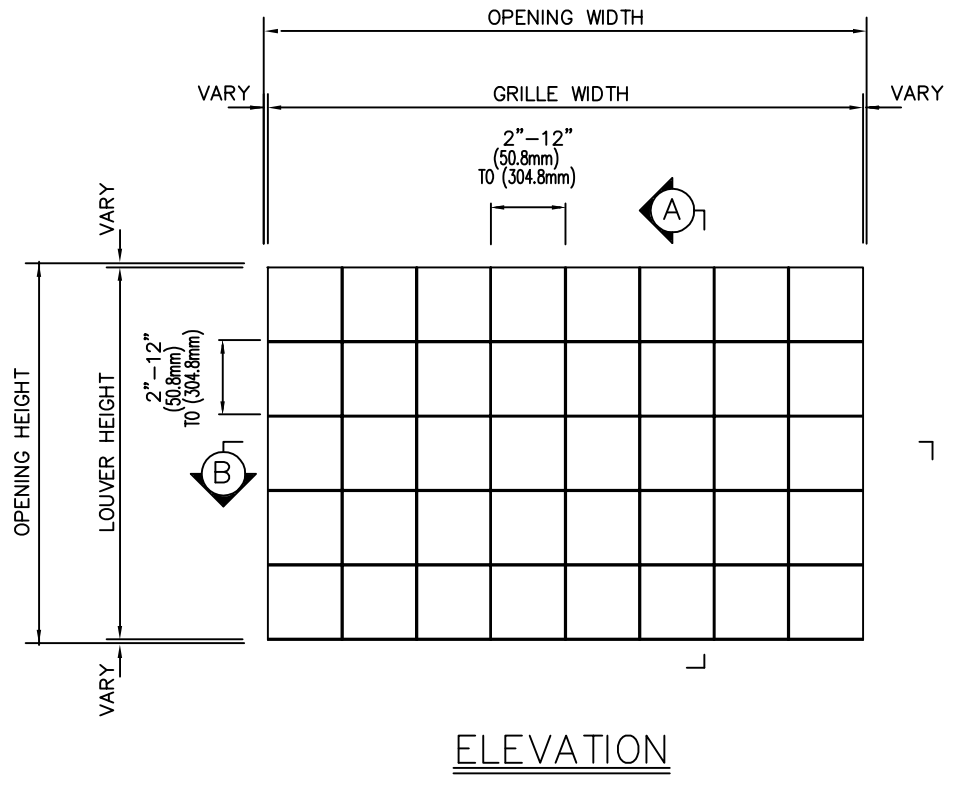 OPENING WIDTH
VARY
GRILLE WIDTH
VARY
2"-12"
(50.8mm)
TO (304.8mm)
A
VARY
OPENING HEIGHT
LOUVER HEIGHT
2"-12"
(50.8mm)
TO (304.8mm)
B
VARY
ELEVATION